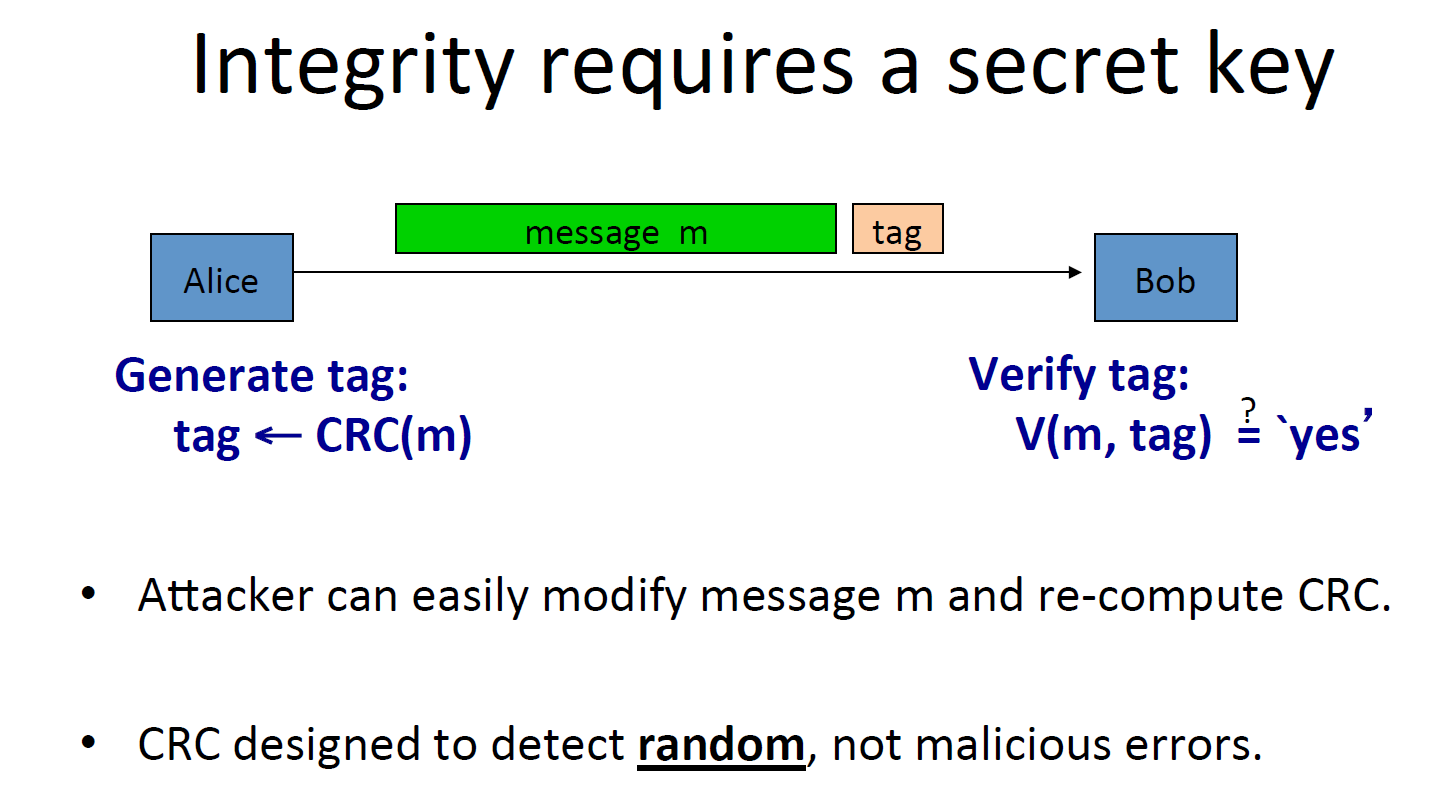 Integrity requires a secret key
message m
tag
Alice
Bob
Generate tag:
tag ← CRC(m)
Verify tag:
?
V(m, tag) = `yes’
• Attacker can easily modify message m and re-compute CRC.
• CRC designed to detect random, not malicious errors.